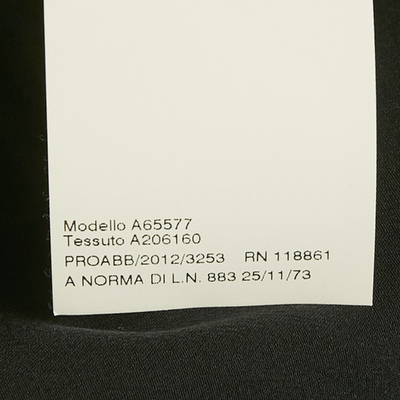 Modello A65577
Tessuto A206160
PROABB/2012/3253 RN 118861
A NORMA DI L.N. 883 25/11/73